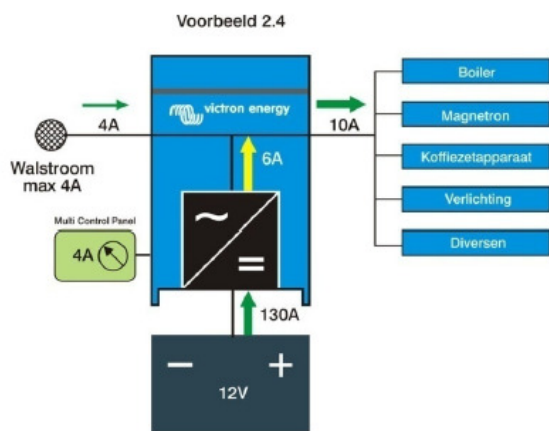 Voorbeeld 2.4
victron energy
4A
10A
Walstroom
max 4A
6A
Multi Control Panel
4A
~
=
130A
− +
12V
Boiler
Magnetron
Koffiezetapparaat
Verlichting
Diversen